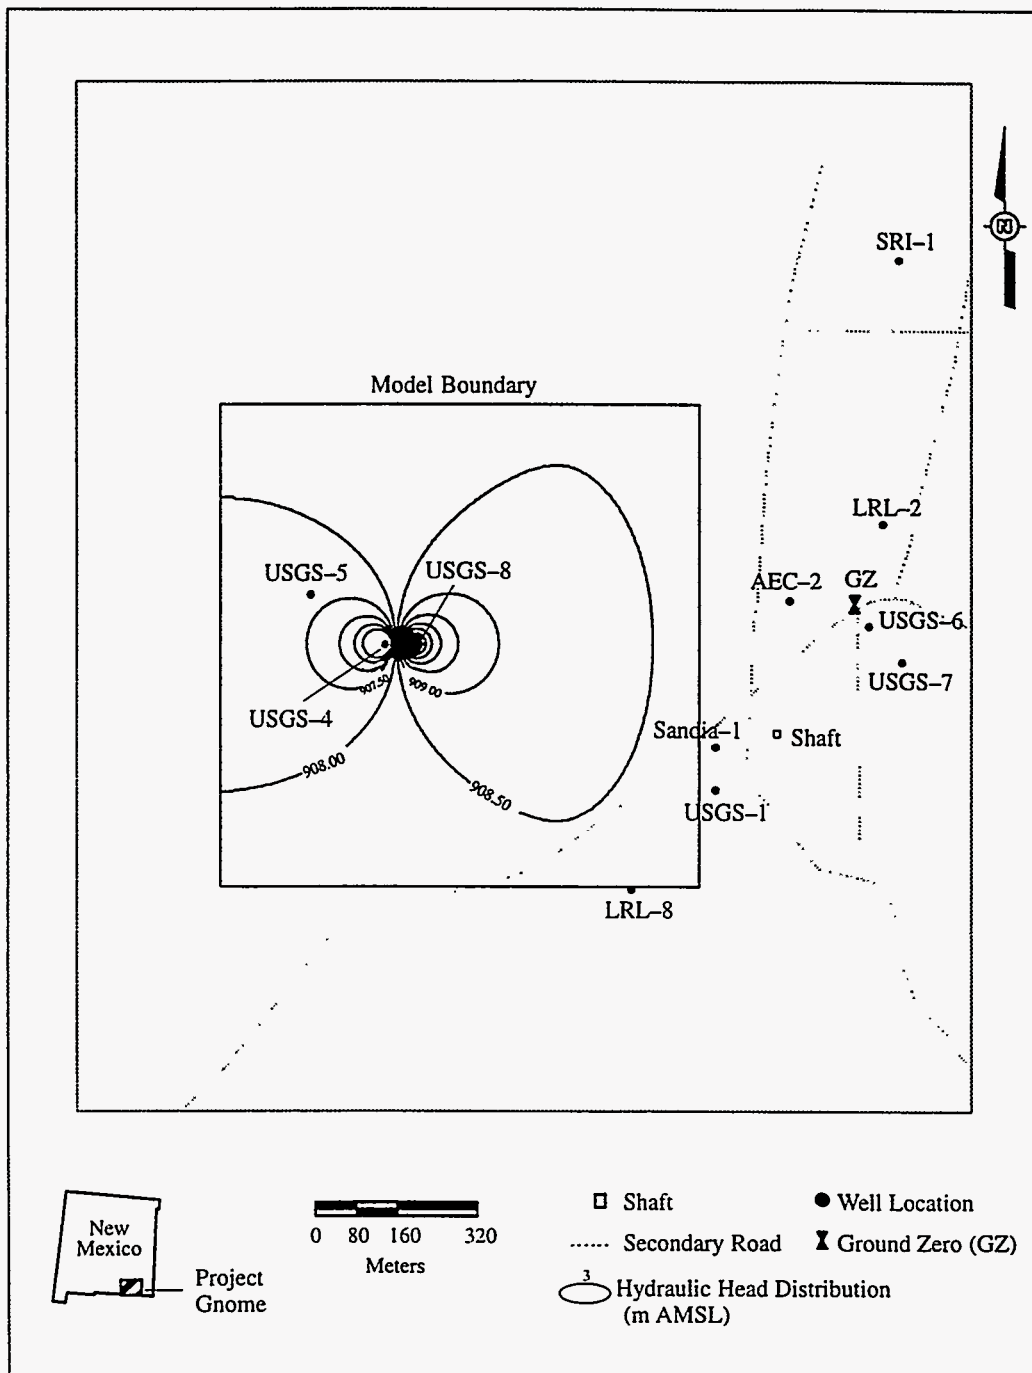 N
SRI-1
Model Boundary
LRL-2
USGS-5
USGS-8
AEC-2
GZ
USGS-6
USGS-7
907.50
909.00
USGS-4
908.00
908.50
Sandia-1
Shaft
USGS-1
LRL-8
New
Mexico
Project
Gnome
0 80 160 320
Meters
Shaft
Well Location
Secondary Road
Ground Zero (GZ)
3
Hydraulic Head Distribution
(m AMSL)